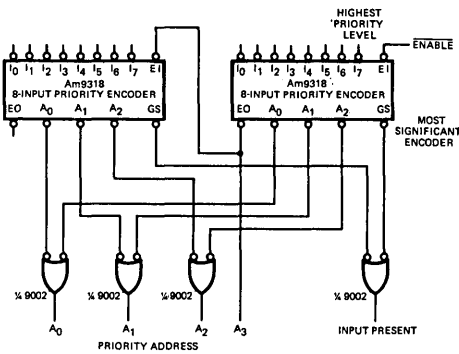 HIGHEST
PRIORITY
LEVEL
ENABLE
I0 I1 I2 I3 I4 I5 I6 I7 EI
Am9318
8-INPUT PRIORITY ENCODER
EO A0 A1 A2 GS
I0 I1 I2 I3 I4 I5 I6 I7 EI
Am9318
8-INPUT PRIORITY ENCODER
EO A0 A1 A2 GS
MOST
SIGNIFICANT
ENCODER
¼ 9002
¼ 9002
¼ 9002
¼ 9002
A0 A1 A2 A3 INPUT PRESENT
PRIORITY ADDRESS